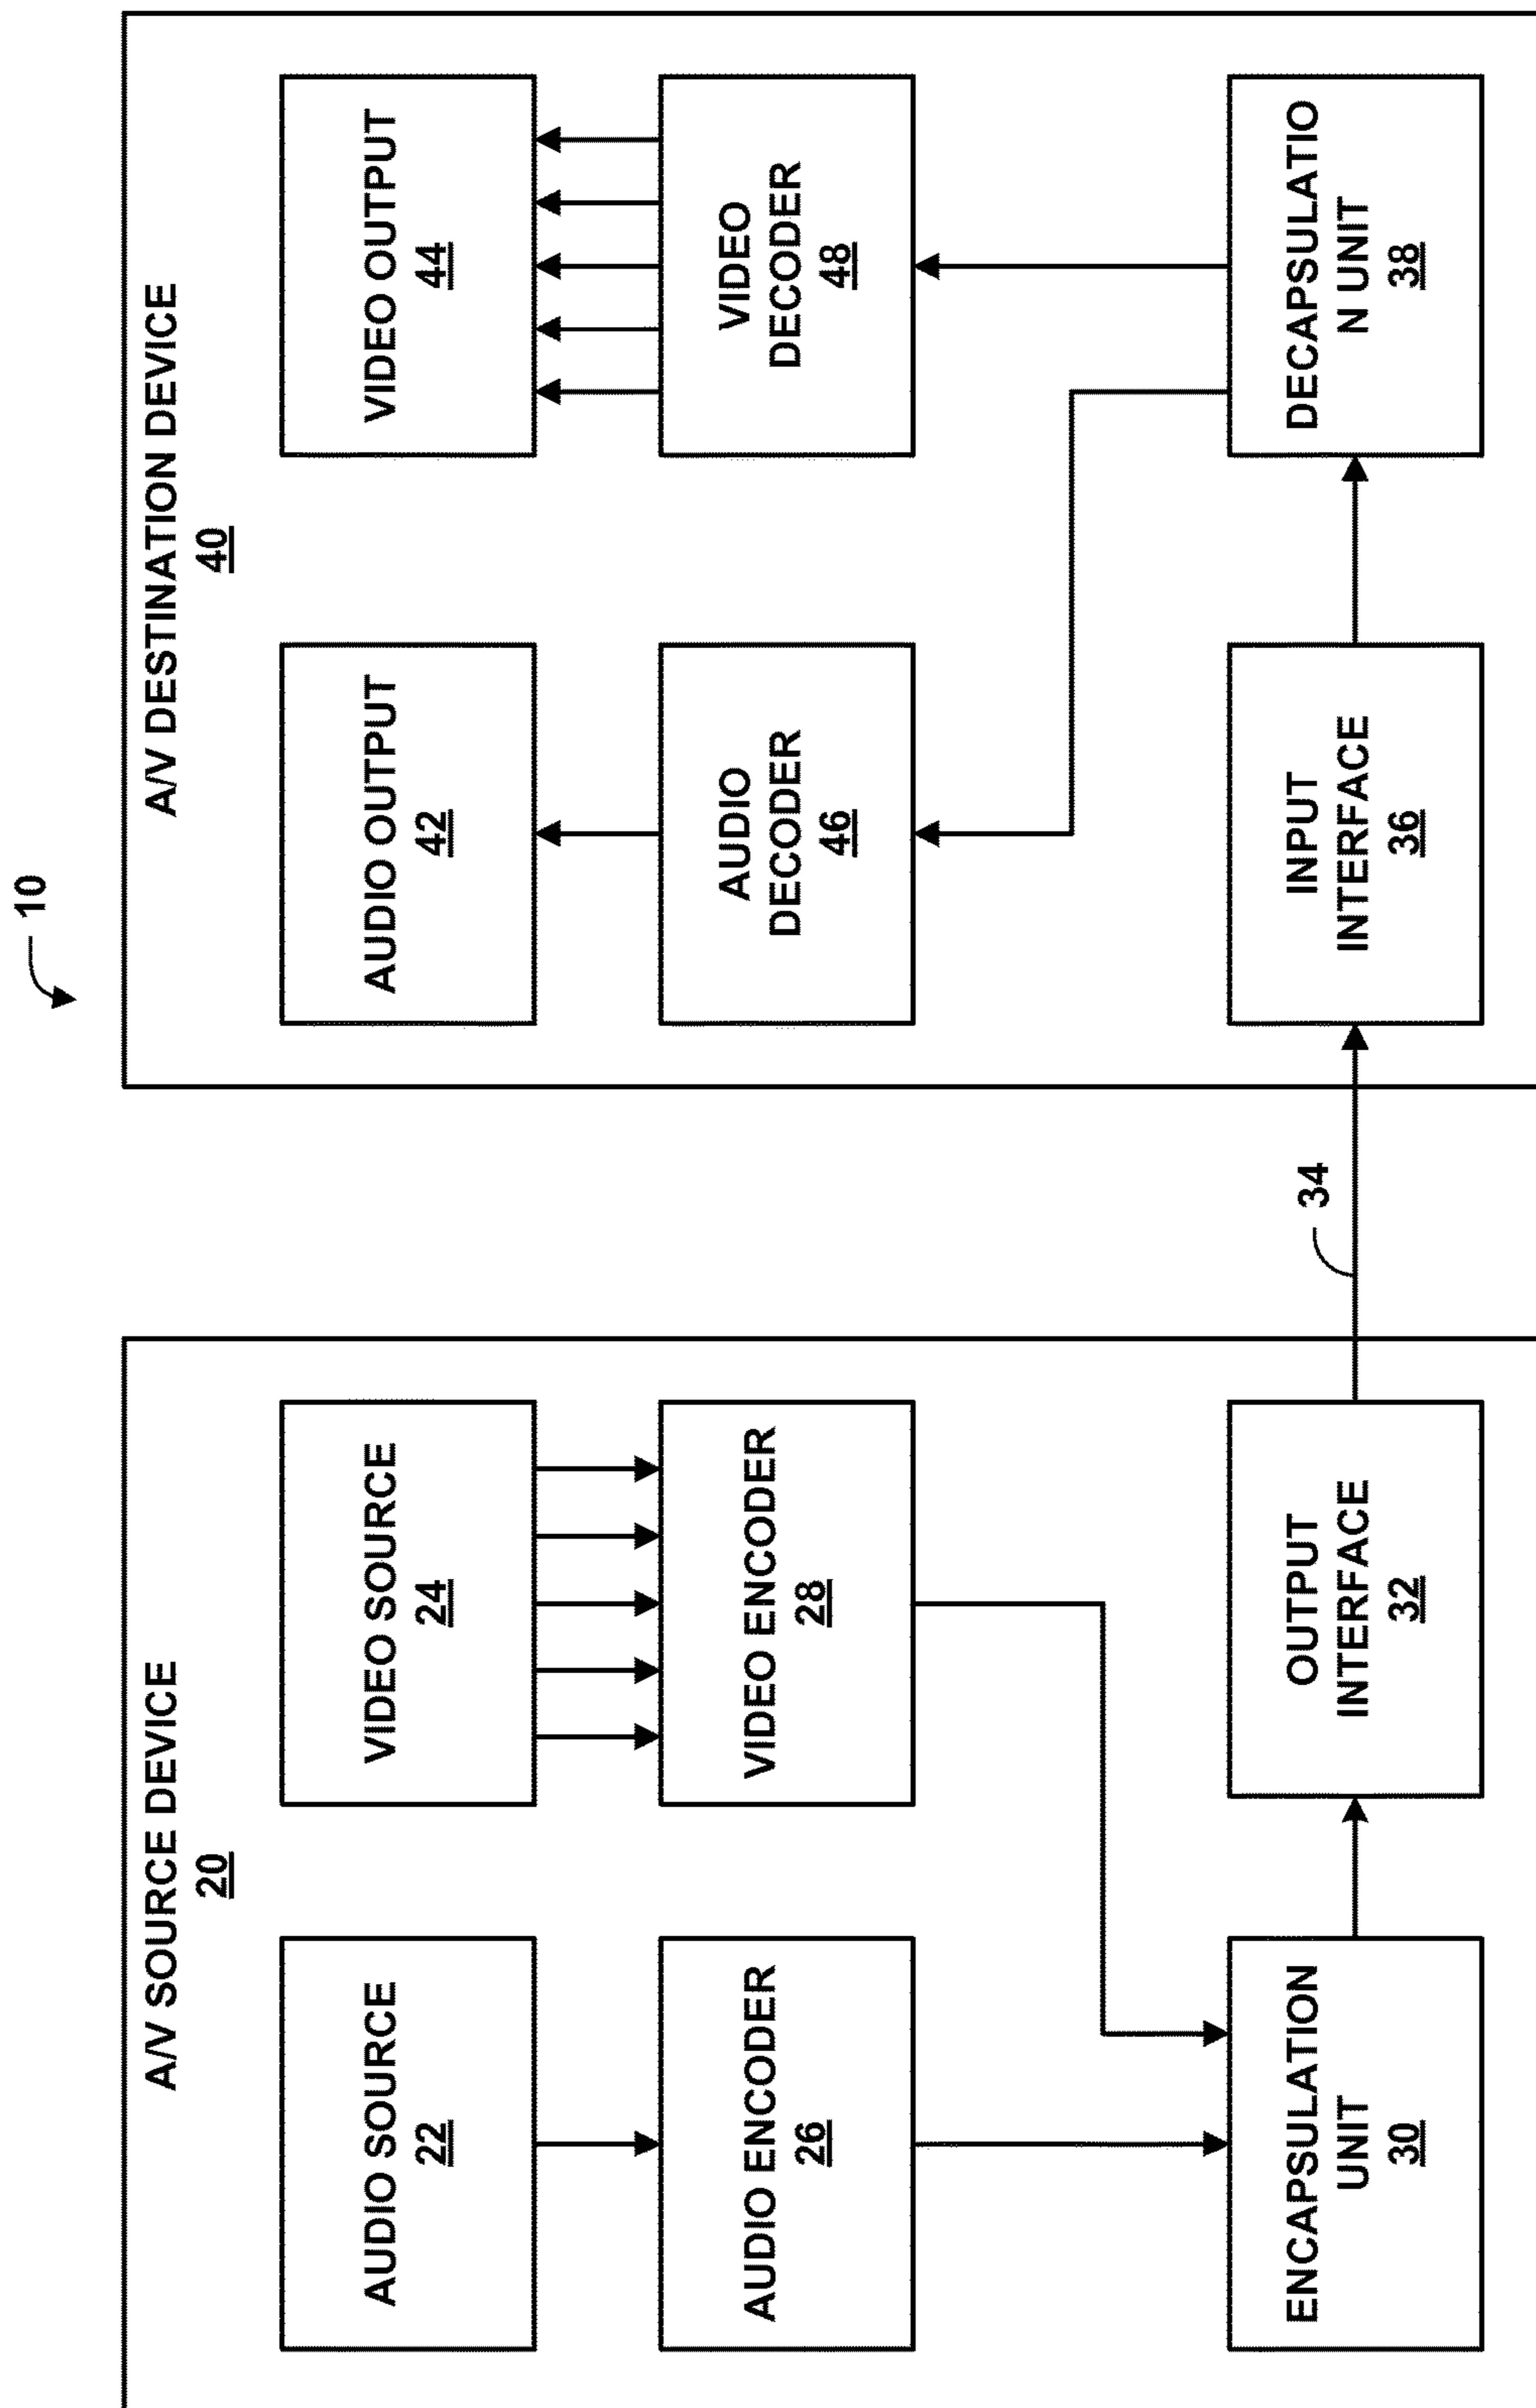 10
A/V SOURCE DEVICE
20
AUDIO SOURCE
22
VIDEO SOURCE
24
AUDIO ENCODER
26
VIDEO ENCODER
28
ENCAPSULATION
UNIT
30
OUTPUT
INTERFACE
32
34
A/V DESTINATION DEVICE
40
AUDIO OUTPUT
42
VIDEO OUTPUT
44
AUDIO
DECODER
46
VIDEO
DECODER
48
INPUT
INTERFACE
36
DECAPSULATIO
N UNIT
38